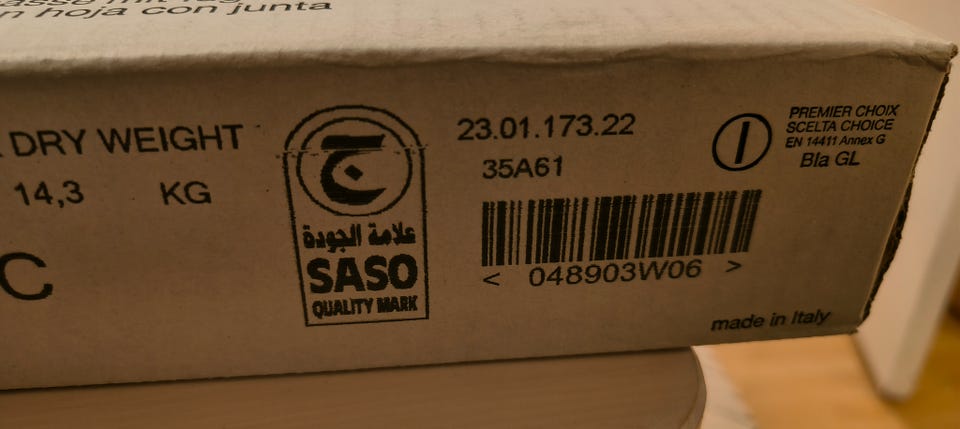 n hoja con junta
DRY WEIGHT
14,3 KG
C
ج
علامة الجودة
SASO
QUALITY MARK
23.01.173.22
35A61
< 048903W06 >
PREMIER CHOIX
SCELTA CHOICE
EN 14411 Annex G
BIa GL
made in Italy